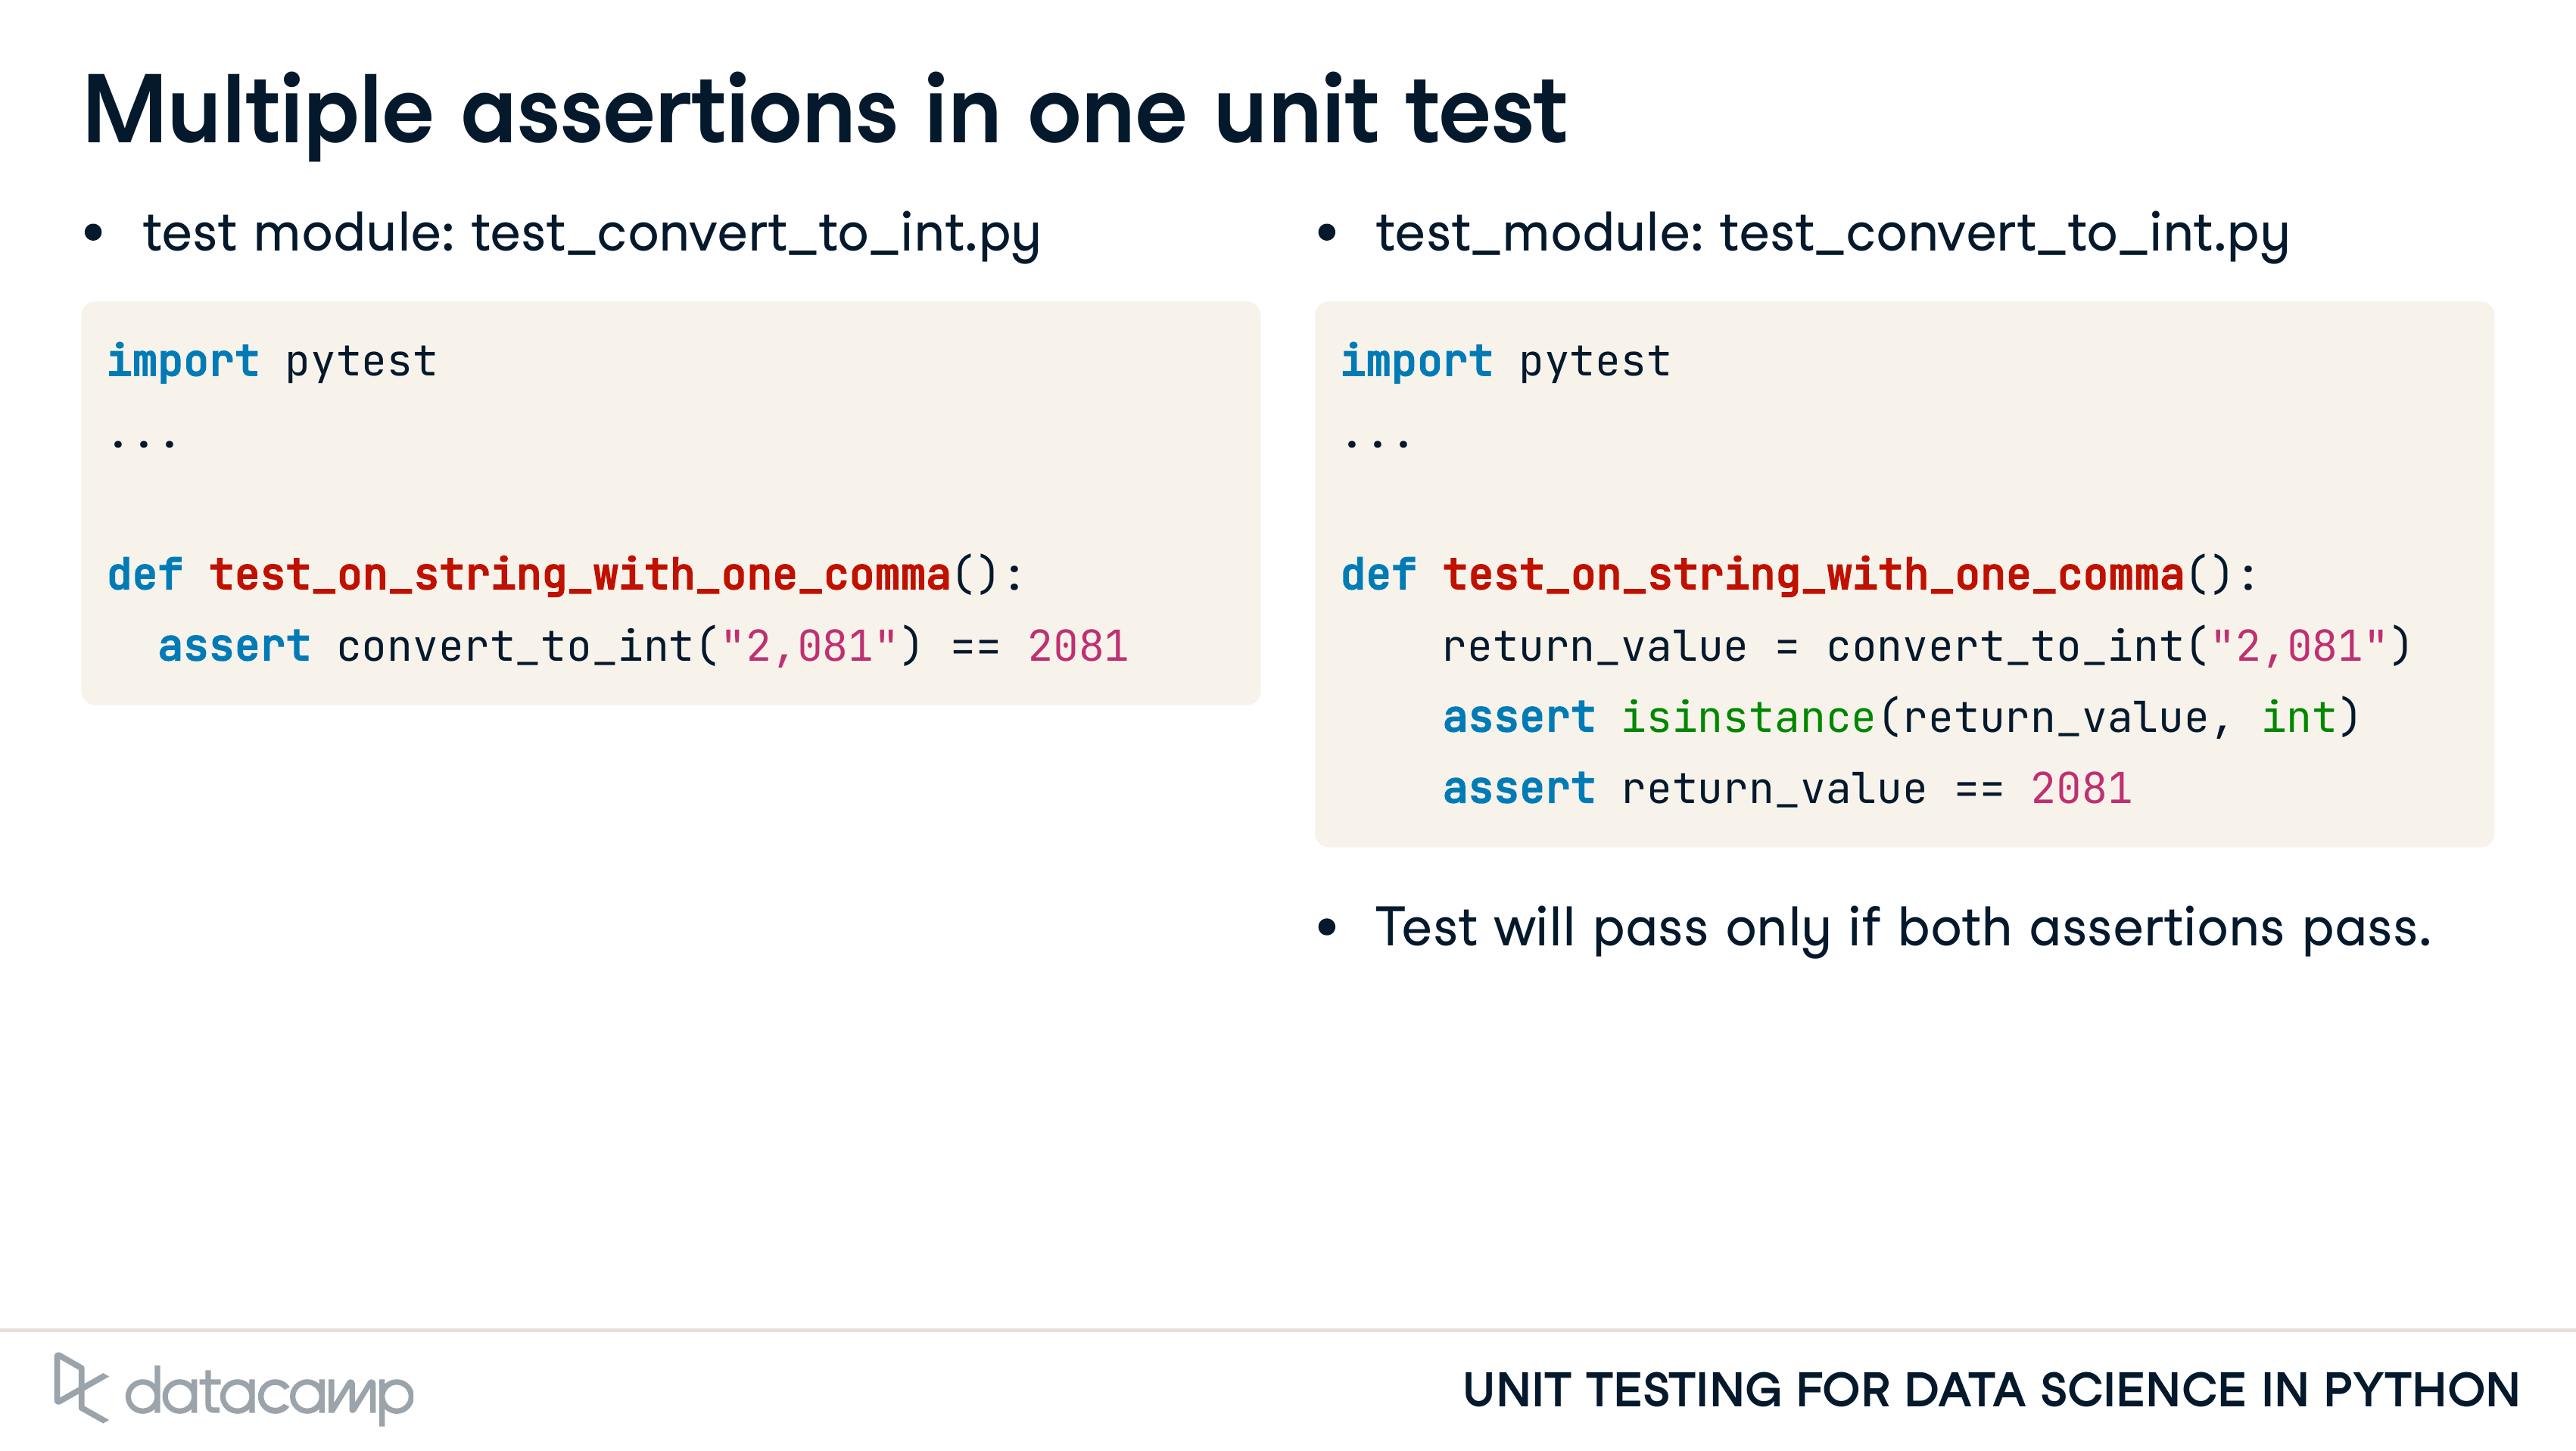 Multiple assertions in one unit test
• test module: test_convert_to_int.py
import pytest
...
def test_on_string_with_one_comma():
  assert convert_to_int("2,081") == 2081
• test_module: test_convert_to_int.py
import pytest
...
def test_on_string_with_one_comma():
    return_value = convert_to_int("2,081")
    assert isinstance(return_value, int)
    assert return_value == 2081
• Test will pass only if both assertions pass.
datacamp
UNIT TESTING FOR DATA SCIENCE IN PYTHON